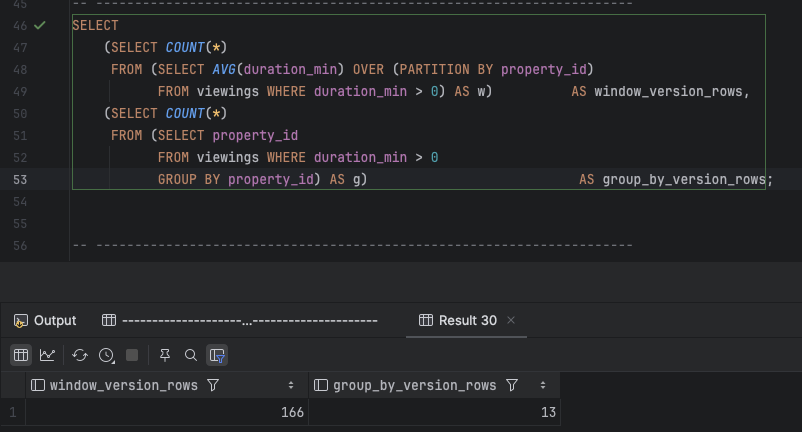 45 -- ---------------------------------------------------------------------
46 SELECT
47 (SELECT COUNT(*)
48 FROM (SELECT AVG(duration_min) OVER (PARTITION BY property_id)
49 FROM viewings WHERE duration_min > 0) AS w) AS window_version_rows,
50 (SELECT COUNT(*)
51 FROM (SELECT property_id
52 FROM viewings WHERE duration_min > 0
53 GROUP BY property_id) AS g) AS group_by_version_rows;
54
55
56 -- ---------------------------------------------------------------------
Output --------------------...--------------------- Result 30 ×
window_version_rows group_by_version_rows
1 166 13